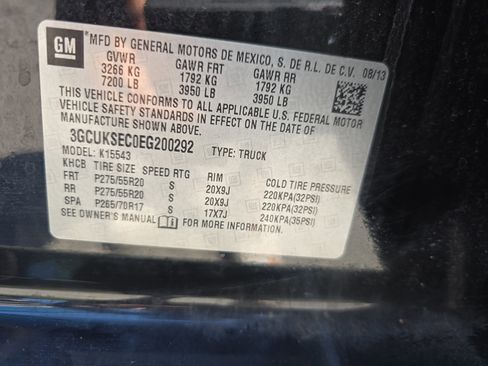 GM
MFD BY GENERAL MOTORS DE MEXICO, S. DE R.L. DE C.V. 08/13
GVWR GAWR FRT GAWR RR
3266 KG 1792 KG 1792 KG
7200 LB 3950 LB 3950 LB
THIS VEHICLE CONFORMS TO ALL APPLICABLE U.S. FEDERAL MOTOR
VEHICLE SAFETY STANDARDS IN EFFECT ON THE DATE OF
MANUFACTURE SHOWN ABOVE.
3GCUKSEC0EG200292 TYPE: TRUCK
MODEL: K15543
KHCB TIRE SIZE SPEED RTG RIM COLD TIRE PRESSURE
FRT P275/55R20 S 20X9J 220KPA(32PSI)
RR P275/55R20 S 20X9J 220KPA(32PSI)
SPA P265/70R17 S 17X7J 240KPA(35PSI)
SEE OWNER'S MANUAL FOR MORE INFORMATION.